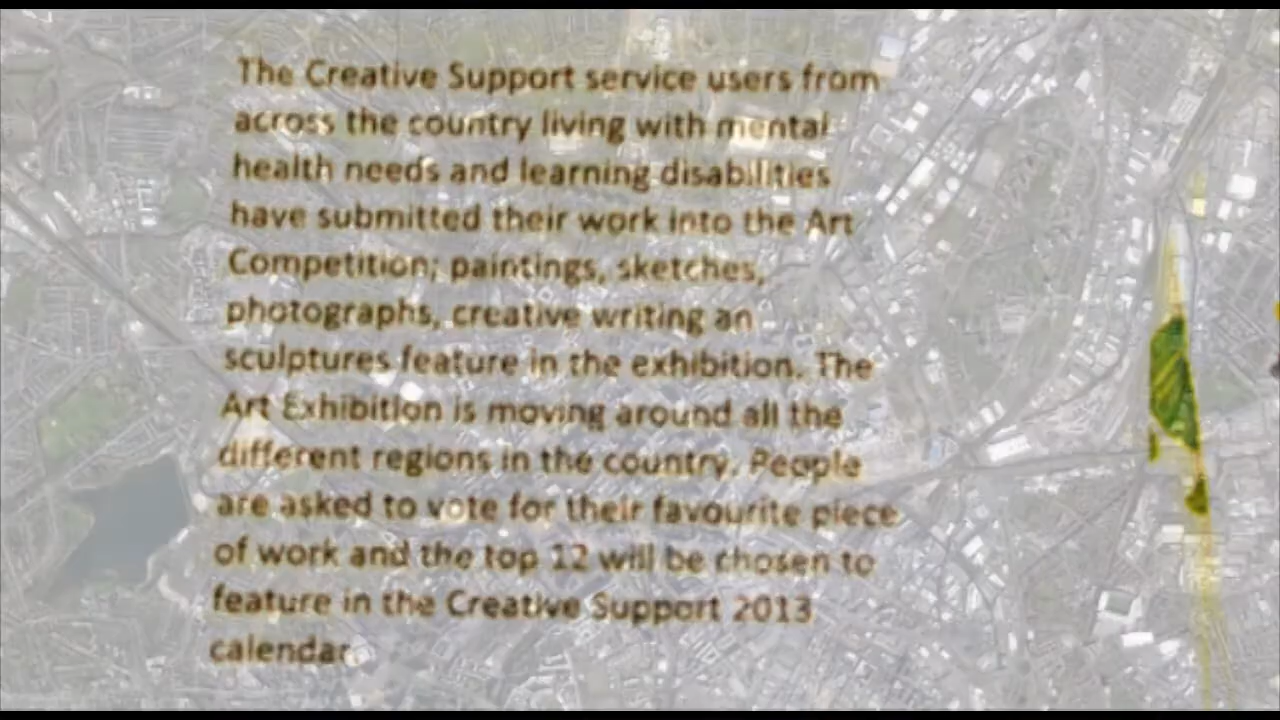 The Creative Support service users from
across the country living with mental
health needs and learning disabilities
have submitted their work into the Art
Competition; paintings, sketches,
photographs, creative writing an
sculptures feature in the exhibition. The
Art Exhibition is moving around all the
different regions in the country. People
are asked to vote for their favourite piece
of work and the top 12 will be chosen to
feature in the Creative Support 2013
calendar.